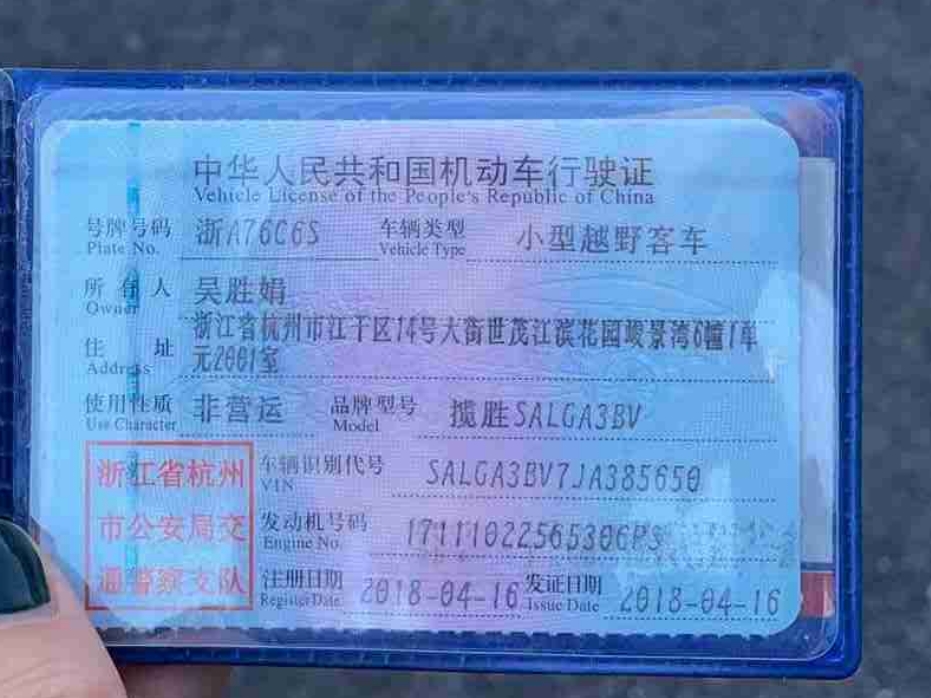 中华人民共和国机动车行驶证
Vehicle License of the People's Republic of China
号牌号码 浙A76C6S 车辆类型 小型越野客车
Plate No. Vehicle Type
所有人 吴胜娟
Owner
浙江省杭州市江干区14号大街世茂江滨花园峻景湾6幢1单
住址 元2001室
Address
使用性质 非营运 品牌型号 揽胜SALGA3BV
Use Character Model
浙江省杭州 车辆识别代号 SALGA3BV7JA385650
VIN
市公安局交 发动机号码 17111022565306PS
Engine No.
通警察支队 注册日期 2018-04-16 发证日期 2018-04-16
Register Date Issue Date